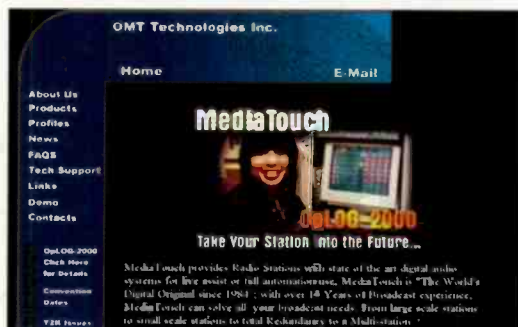 OMT Technologies Inc.
Home E-Mail
About Us
Products
Profiles
News
FAQS
Tech Support
Links
Demo
Contacts
OpLOG-2000
Click Here
for Details
Convention
Dates
Y2K Issues
MediaTouch
OpLOG-2000
Take Your Station Into the Future...
MediaTouch provides Radio Stations with state of the art digital audio
systems for live assist or full automation use, MediaTouch is "The World's
Digital Original since 1984", with over 14 Years of Broadcast experience,
MediaTouch can solve all your broadcast needs. From large scale stations
to small scale stations to total Redundancy to a Multi-station